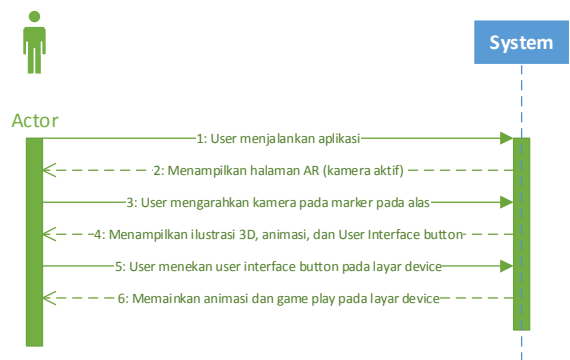 System
Actor
1: User menjalankan aplikasi
2: Menampilkan halaman AR (kamera aktif)
3: User mengarahkan kamera pada marker pada alas
4: Menampilkan ilustrasi 3D, animasi, dan User Interface button
5: User menekan user interface button pada layar device
6: Memainkan animasi dan game play pada layar device